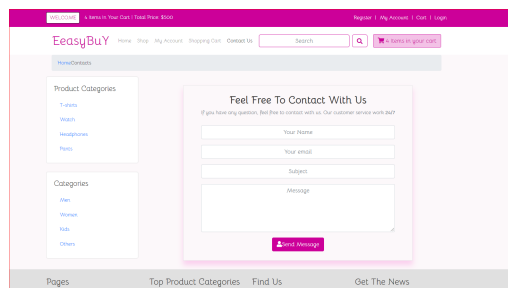 WELCOME 4 items In Your Cart | Total Price: $500
Register | My Account | Cart | Login
EeasyBuY
Home Shop My Account Shopping Cart Contact Us
Search
4 items in your cart
HomeContacts
Product Categories
T-shirts
Watch
Headphones
Pants
Categories
Men
Women
Kids
Others
Feel Free To Contact With Us
If you have any question, feel free to contact with us. Our customer service work 24/7
Your Name
Your email
Subject
Message
Send Message
Pages
Top Product Categories
Find Us
Get The News